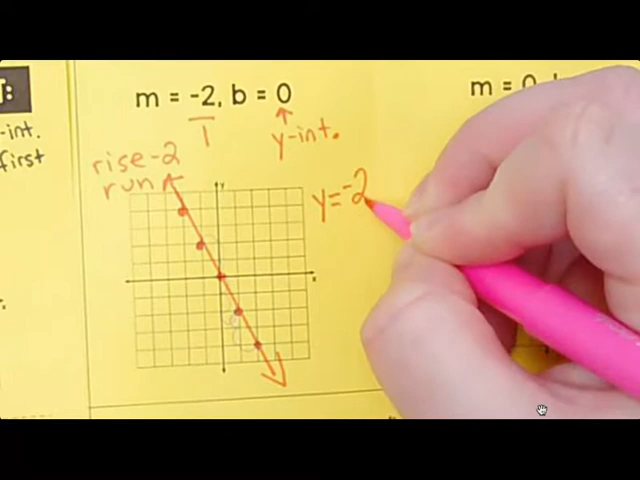 m = -2, b = 0
1
y-int.
rise-2
run
y=-2
m = 0
-int.
first
y
x